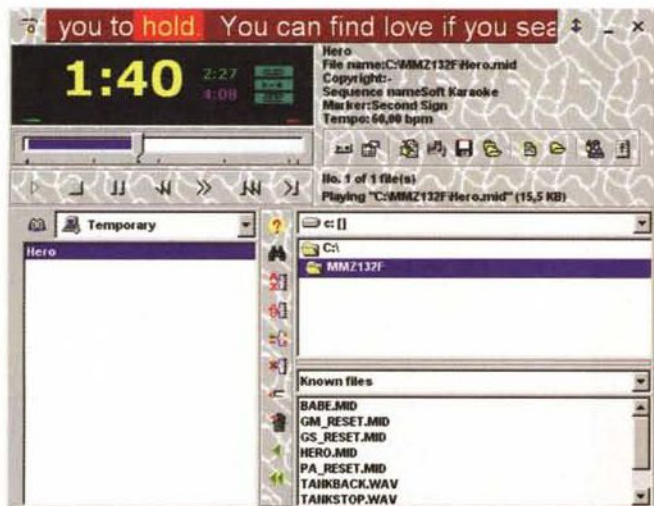 you to hold. You can find love if you sea
1:40
2:27
4:08
Hero
File name:C:\MMZ132F\Hero.mid
Copyright:-
Sequence nameSoft Karaoke
Marker:Second Sign
Tempo:60,00 bpm
No. 1 of 1 file(s)
Playing "C:\MMZ132F\Hero.mid" (15,5 KB)
Temporary
Hero
c: []
C:\
MMZ132F
Known files
BABE.MID
GM_RESET.MID
GS_RESET.MID
HERO.MID
PA_RESET.MID
TANKBACK.WAV
TANKSTOP.WAV